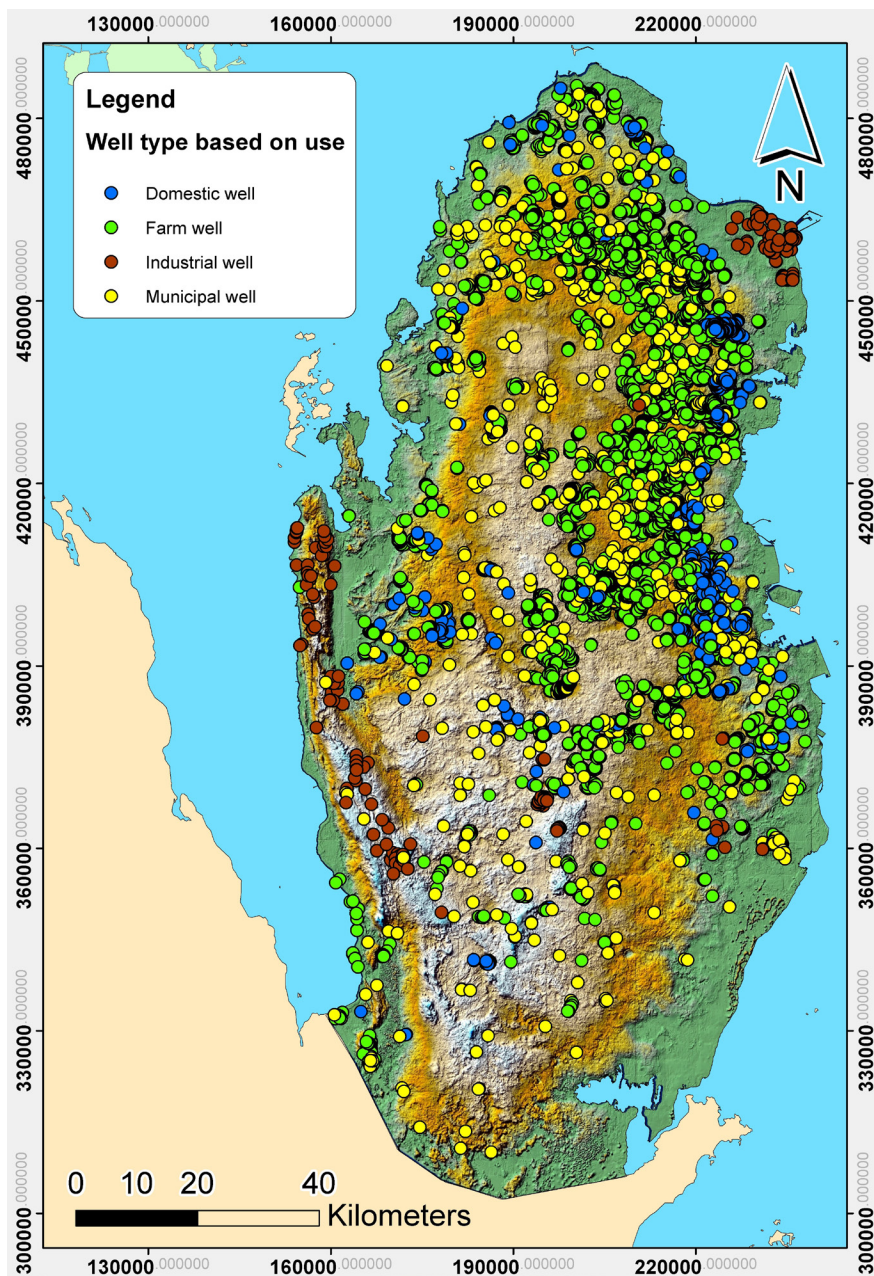 130000.000000 160000.000000 190000.000000 220000.000000
480000.000000
450000.000000
420000.000000
390000.000000
360000.000000
330000.000000
300000.000000
Legend
Well type based on use
Domestic well
Farm well
Industrial well
Municipal well
N
480000.000000
450000.000000
420000.000000
390000.000000
360000.000000
330000.000000
300000.000000
0 10 20 40
Kilometers
130000.000000 160000.000000 190000.000000 220000.000000